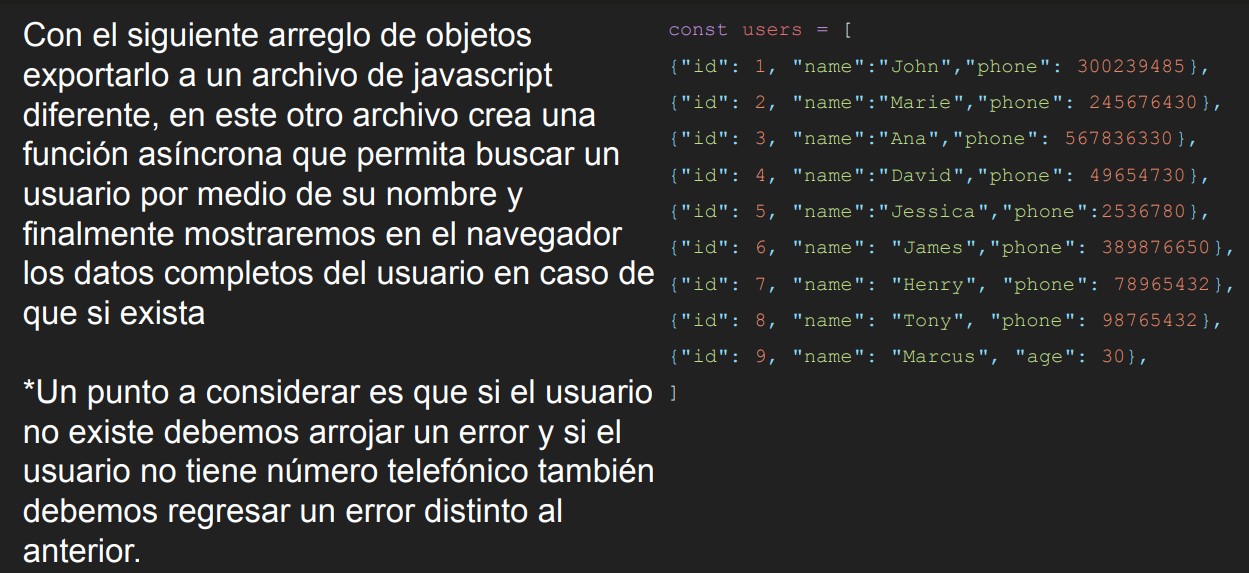 Con el siguiente arreglo de objetos
exportarlo a un archivo de javascript
diferente, en este otro archivo crea una
función asíncrona que permita buscar un
usuario por medio de su nombre y
finalmente mostraremos en el navegador
los datos completos del usuario en caso de
que si exista
*Un punto a considerar es que si el usuario
no existe debemos arrojar un error y si el
usuario no tiene número telefónico también
debemos regresar un error distinto al
anterior.
const users = [
{"id": 1, "name":"John","phone": 300239485},
{"id": 2, "name":"Marie","phone": 245676430},
{"id": 3, "name":"Ana","phone": 567836330},
{"id": 4, "name":"David","phone": 49654730},
{"id": 5, "name":"Jessica","phone":2536780},
{"id": 6, "name": "James","phone": 389876650},
{"id": 7, "name": "Henry", "phone": 78965432},
{"id": 8, "name": "Tony", "phone": 98765432},
{"id": 9, "name": "Marcus", "age": 30},
]